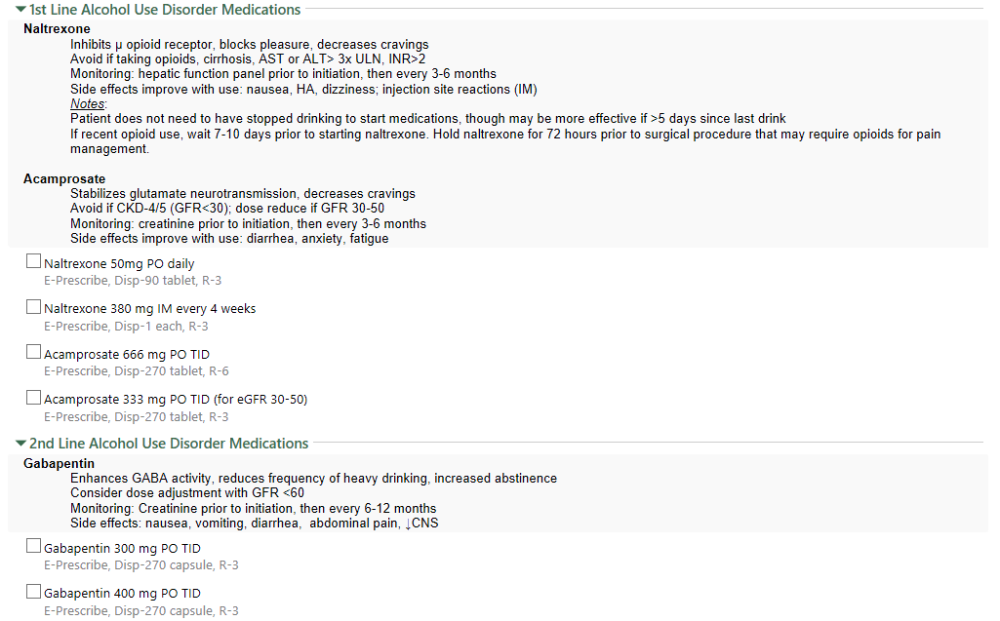 1st Line Alcohol Use Disorder Medications
Naltrexone
Inhibits μ opioid receptor, blocks pleasure, decreases cravings
Avoid if taking opioids, cirrhosis, AST or ALT> 3x ULN, INR>2
Monitoring: hepatic function panel prior to initiation, then every 3-6 months
Side effects improve with use: nausea, HA, dizziness; injection site reactions (IM)
Notes:
Patient does not need to have stopped drinking to start medications, though may be more effective if >5 days since last drink
If recent opioid use, wait 7-10 days prior to starting naltrexone. Hold naltrexone for 72 hours prior to surgical procedure that may require opioids for pain
management.
Acamprosate
Stabilizes glutamate neurotransmission, decreases cravings
Avoid if CKD-4/5 (GFR<30); dose reduce if GFR 30-50
Monitoring: creatinine prior to initiation, then every 3-6 months
Side effects improve with use: diarrhea, anxiety, fatigue
Naltrexone 50mg PO daily
E-Prescribe, Disp-90 tablet, R-3
Naltrexone 380 mg IM every 4 weeks
E-Prescribe, Disp-1 each, R-3
Acamprosate 666 mg PO TID
E-Prescribe, Disp-270 tablet, R-6
Acamprosate 333 mg PO TID (for eGFR 30-50)
E-Prescribe, Disp-270 tablet, R-3
2nd Line Alcohol Use Disorder Medications
Gabapentin
Enhances GABA activity, reduces frequency of heavy drinking, increased abstinence
Consider dose adjustment with GFR <60
Monitoring: Creatinine prior to initiation, then every 6-12 months
Side effects: nausea, vomiting, diarrhea,  abdominal pain, ↓CNS
Gabapentin 300 mg PO TID
E-Prescribe, Disp-270 capsule, R-3
Gabapentin 400 mg PO TID
E-Prescribe, Disp-270 capsule, R-3